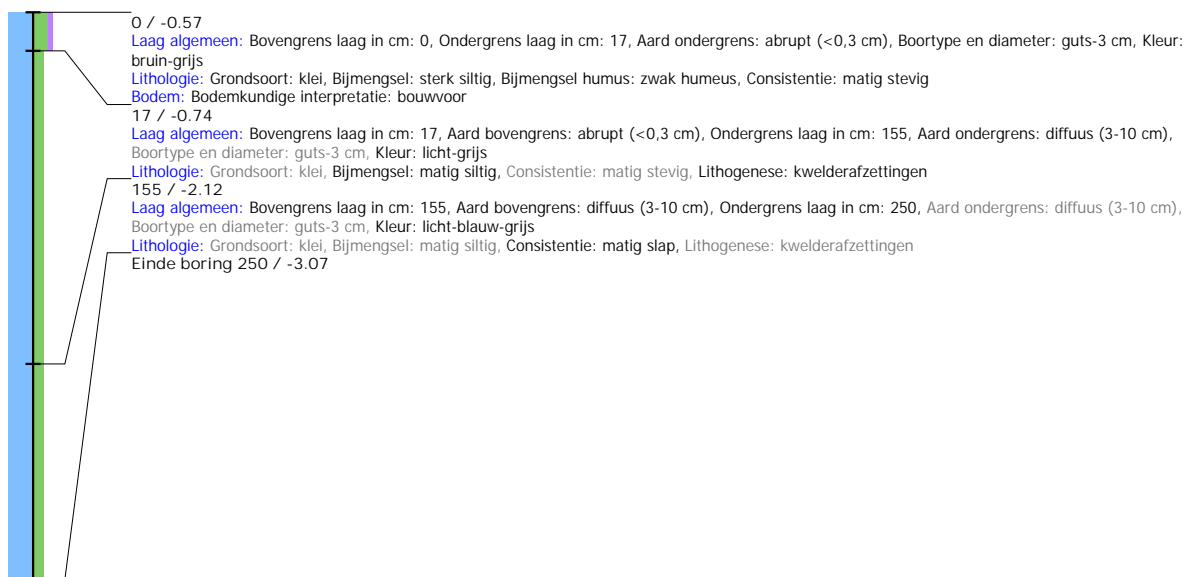 0 / -0.57
Laag algemeen: Bovengrens laag in cm: 0, Ondergrens laag in cm: 17, Aard ondergrens: abrupt (<0,3 cm), Boortype en diameter: guts-3 cm, Kleur:
bruin-grijs
Lithologie: Grondsoort: klei, Bijmengsel: sterk siltig, Bijmengsel humus: zwak humeus, Consistentie: matig stevig
Bodem: Bodemkundige interpretatie: bouwvoor
17 / -0.74
Laag algemeen: Bovengrens laag in cm: 17, Aard bovengrens: abrupt (<0,3 cm), Ondergrens laag in cm: 155, Aard ondergrens: diffuus (3-10 cm),
Boortype en diameter: guts-3 cm, Kleur: licht-grijs
Lithologie: Grondsoort: klei, Bijmengsel: matig siltig, Consistentie: matig stevig, Lithogenese: kwelderafzettingen
155 / -2.12
Laag algemeen: Bovengrens laag in cm: 155, Aard bovengrens: diffuus (3-10 cm), Ondergrens laag in cm: 250, Aard ondergrens: diffuus (3-10 cm),
Boortype en diameter: guts-3 cm, Kleur: licht-blauw-grijs
Lithologie: Grondsoort: klei, Bijmengsel: matig siltig, Consistentie: matig slap, Lithogenese: kwelderafzettingen
Einde boring 250 / -3.07